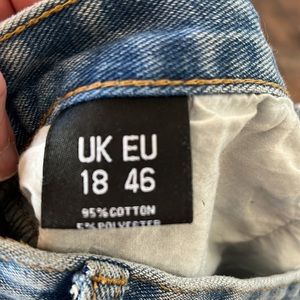 UK EU
18 46
95% COTTON
5% POLYESTER